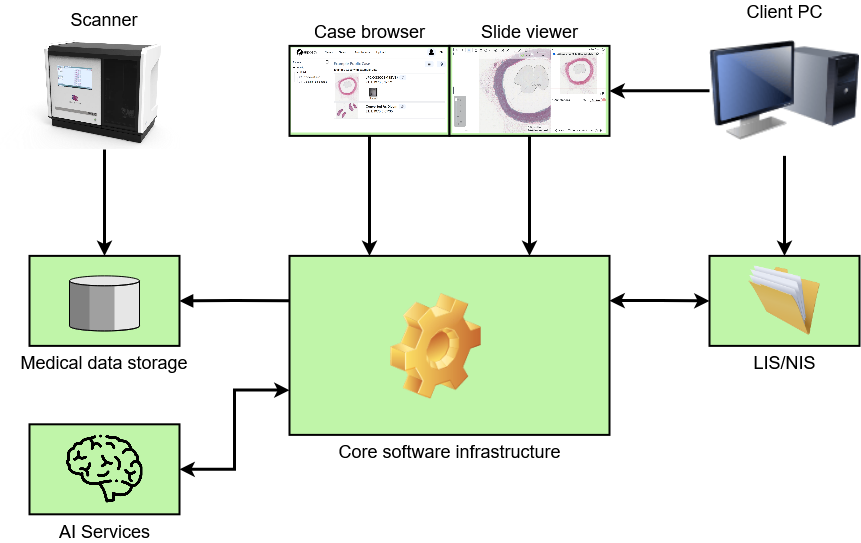 Scanner
Case browser
Slide viewer
Client PC
Medical data storage
Core software infrastructure
LIS/NIS
AI Services